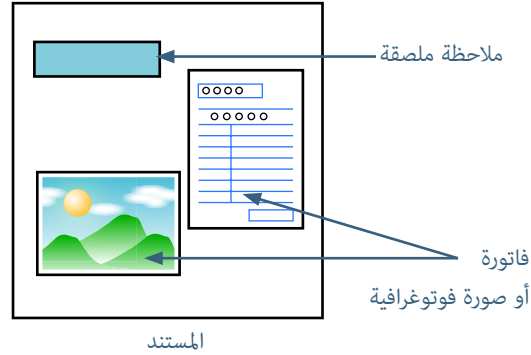 ملاحظة ملصقة
فاتورة
أو صورة فوتوغرافية
المستند